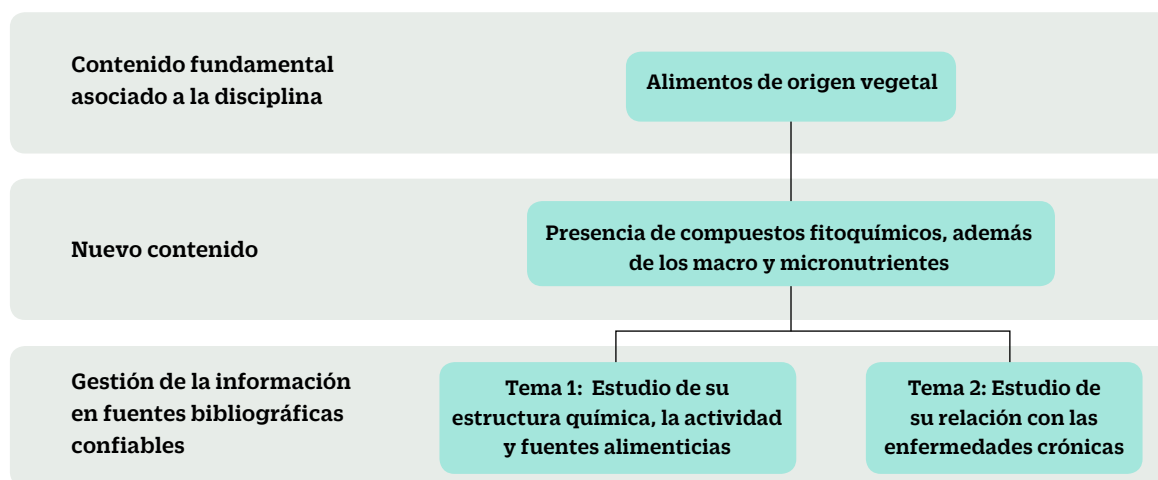 Contenido fundamental
asociado a la disciplina
Alimentos de origen vegetal
Nuevo contenido
Presencia de compuestos fitoquímicos, además
de los macro y micronutrientes
Gestión de la información
en fuentes bibliográficas
confiables
Tema 1: Estudio de su
estructura química, la actividad
y fuentes alimenticias
Tema 2: Estudio de
su relación con las
enfermedades crónicas